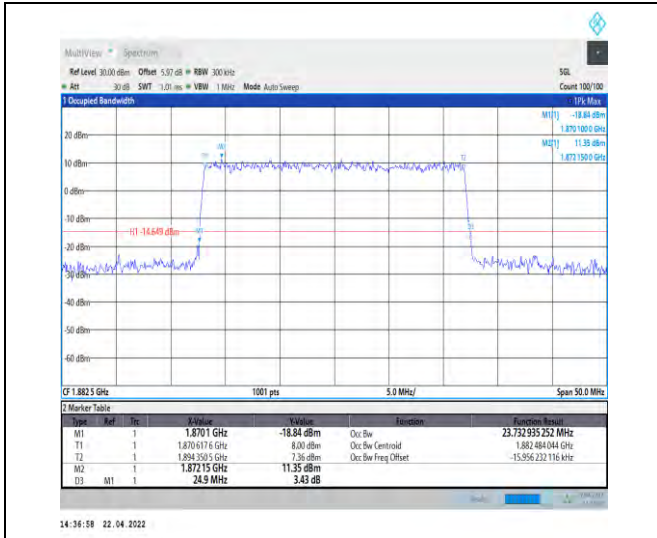 MultiView Spectrum
Ref Level 30.00 dBm Offset 5.97 dB RBW 300 kHz SGL
Att 30 dB SWT 1.01 ms VBW 1 MHz Mode Auto Sweep Count 100/100
1 Occupied Bandwidth 1Pk Max
M1[1] -18.84 dBm
1.870 100 0 GHz
M2[1] 11.35 dBm
1.872 150 0 GHz
20 dBm
10 dBm
0 dBm
-10 dBm
H1 -14.649 dBm
-20 dBm
-30 dBm
-40 dBm
-50 dBm
-60 dBm
T1
M2
T2
M1
D3
CF 1.882 5 GHz 1001 pts 5.0 MHz/ Span 50.0 MHz
2 Marker Table
Type Ref Trc X-Value Y-Value Function Function Result
M1 1 1.8701 GHz -18.84 dBm Occ Bw 23.732 935 252 MHz
T1 1 1.870 617 6 GHz 8.00 dBm Occ Bw Centroid 1.882 484 044 GHz
T2 1 1.894 350 5 GHz 7.36 dBm Occ Bw Freq Offset -15.956 232 116 kHz
M2 1 1.872 15 GHz 11.35 dBm
D3 M1 1 24.9 MHz 3.43 dB
14:36:58 22.04.2022